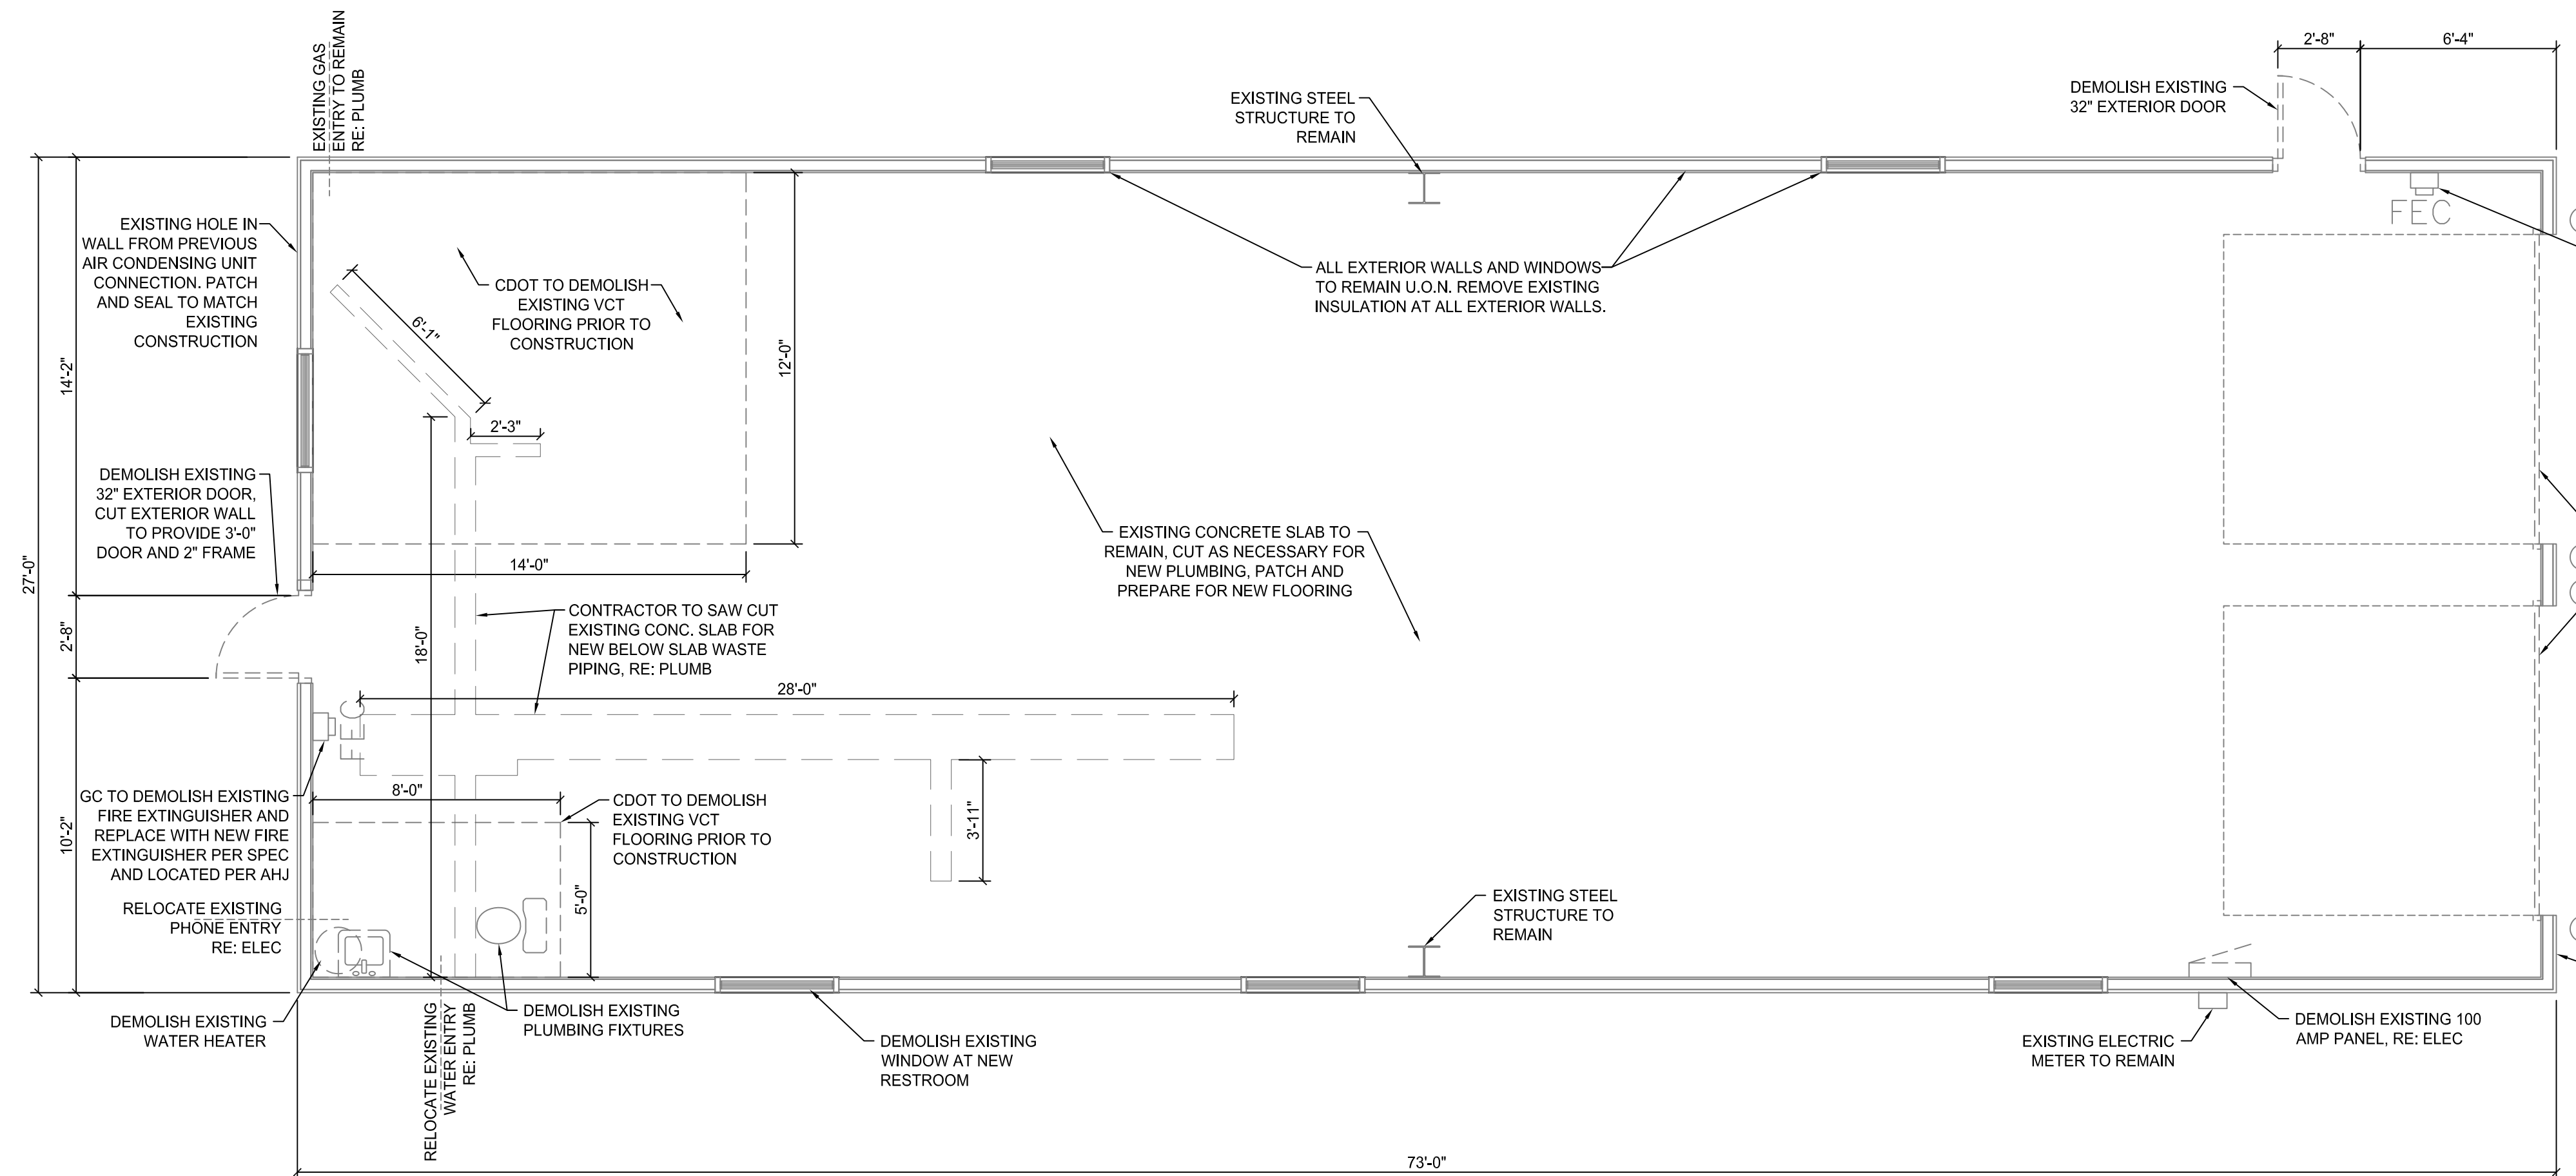 EXISTING GAS
ENTRY TO REMAIN
RE: PLUMB
2'-8"
6'-4"
EXISTING STEEL
STRUCTURE TO
REMAIN
DEMOLISH EXISTING
32" EXTERIOR DOOR
FEC
EXISTING HOLE IN
WALL FROM PREVIOUS
AIR CONDENSING UNIT
CONNECTION. PATCH
AND SEAL TO MATCH
EXISTING
CONSTRUCTION
CDOT TO DEMOLISH
EXISTING VCT
FLOORING PRIOR TO
CONSTRUCTION
ALL EXTERIOR WALLS AND WINDOWS
TO REMAIN U.O.N. REMOVE EXISTING
INSULATION AT ALL EXTERIOR WALLS.
6'-1"
12'-0"
14'-2"
2'-3"
DEMOLISH EXISTING
32" EXTERIOR DOOR,
CUT EXTERIOR WALL
TO PROVIDE 3'-0"
DOOR AND 2" FRAME
14'-0"
EXISTING CONCRETE SLAB TO
REMAIN, CUT AS NECESSARY FOR
NEW PLUMBING, PATCH AND
PREPARE FOR NEW FLOORING
27'-0"
2'-8"
18'-0"
CONTRACTOR TO SAW CUT
EXISTING CONC. SLAB FOR
NEW BELOW SLAB WASTE
PIPING, RE: PLUMB
28'-0"
FEC
GC TO DEMOLISH EXISTING
FIRE EXTINGUISHER AND
REPLACE WITH NEW FIRE
EXTINGUISHER PER SPEC
AND LOCATED PER AHJ
10'-2"
8'-0"
CDOT TO DEMOLISH
EXISTING VCT
FLOORING PRIOR TO
CONSTRUCTION
3'-11"
5'-0"
RELOCATE EXISTING
PHONE ENTRY
RE: ELEC
EXISTING STEEL
STRUCTURE TO
REMAIN
DEMOLISH EXISTING
WATER HEATER
RELOCATE EXISTING
WATER ENTRY
RE: PLUMB
DEMOLISH EXISTING
PLUMBING FIXTURES
DEMOLISH EXISTING
WINDOW AT NEW
RESTROOM
EXISTING ELECTRIC
METER TO REMAIN
DEMOLISH EXISTING 100
AMP PANEL, RE: ELEC
73'-0"